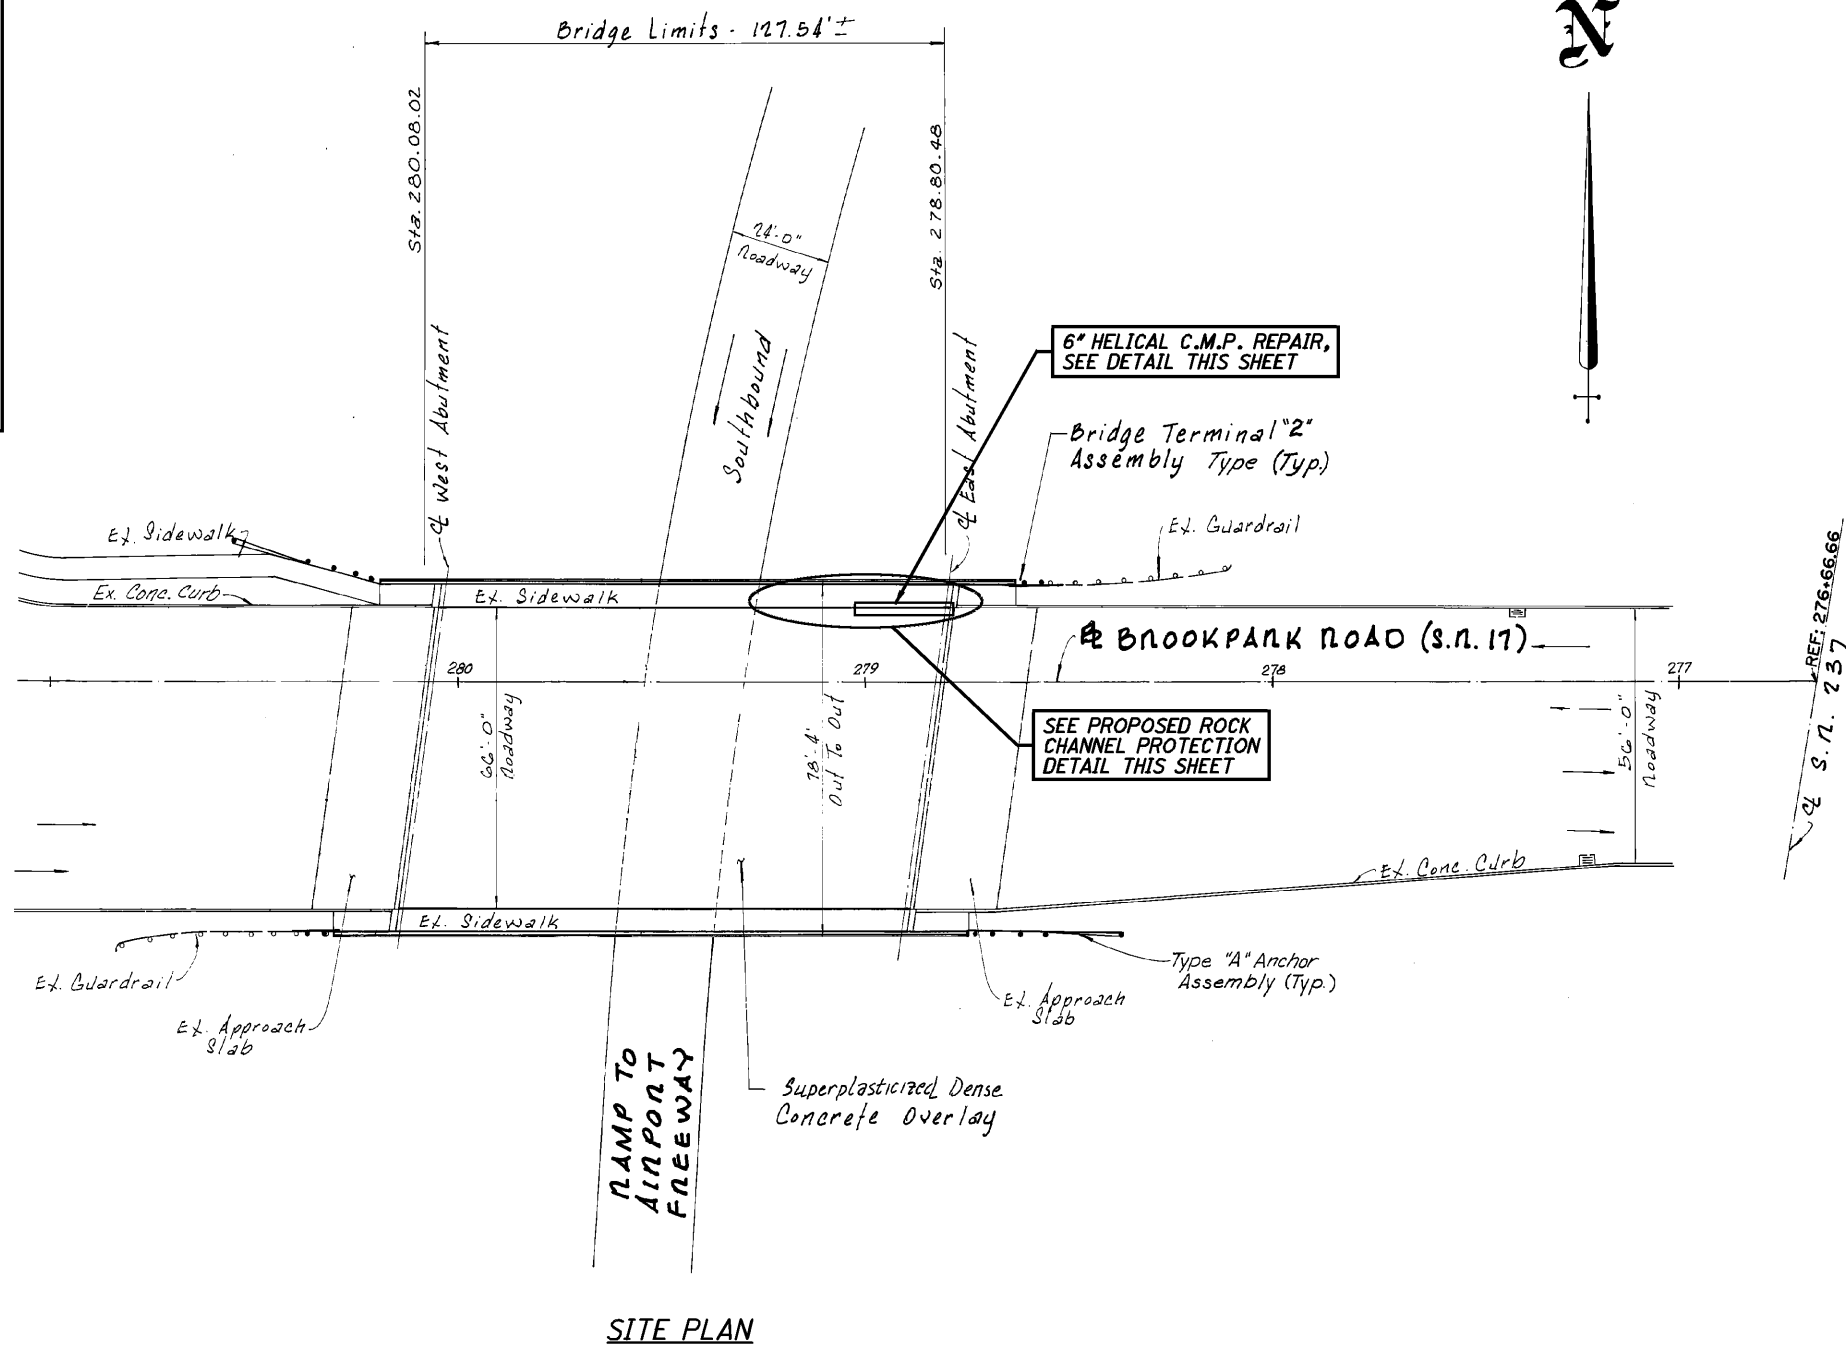 Bridge Limits - 127.54' ±
N
Sta. 280.08.02
Sta. 278.80.48
24'-0"
Roadway
Southbound
℄ West Abutment
℄ East Abutment
6" HELICAL C.M.P. REPAIR,
SEE DETAIL THIS SHEET
Bridge Terminal "2"
Assembly Type (Typ.)
Ex. Sidewalk
Ex. Guardrail
Ex. Conc. Curb
Ex. Sidewalk
BROOKPARK ROAD (S.R. 17)
280
279
278
277
REF: 276+66.66
℄ S.R. 237
66'-0"
Roadway
78'-4"
Out To Out
SEE PROPOSED ROCK
CHANNEL PROTECTION
DETAIL THIS SHEET
56'-0"
Roadway
Ex. Conc. Curb
Ex. Sidewalk
Ex. Guardrail
Type "A" Anchor
Assembly (Typ.)
Ex. Approach
Slab
Ex. Approach
Slab
RAMP TO
AIRPORT
FREEWAY
Superplasticized Dense
Concrete Overlay
SITE PLAN